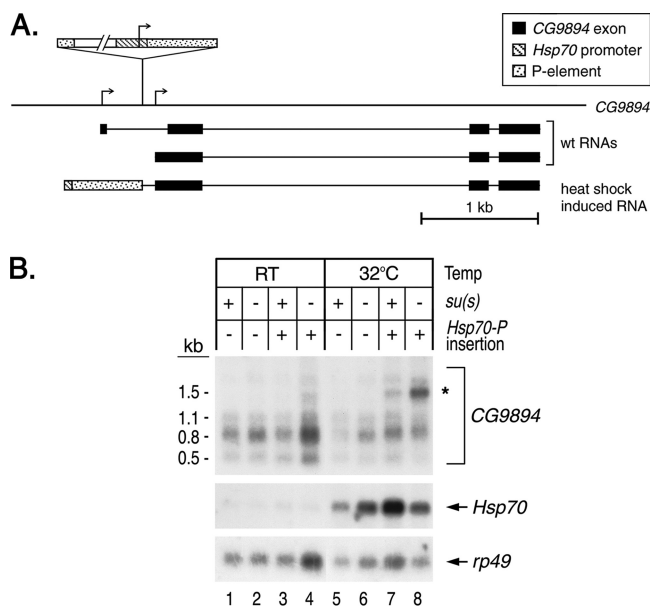 A.
CG9894 exon
Hsp70 promoter
P-element
CG9894
wt RNAs
heat shock
induced RNA
1 kb
B.
RT 32°C Temp
+ - + - + - + - su(s)
- - + + - - + + Hsp70-P
insertion
kb
1.5 -
1.1 -
0.8 -
0.5 -
*
CG9894
Hsp70
rp49
1 2 3 4 5 6 7 8